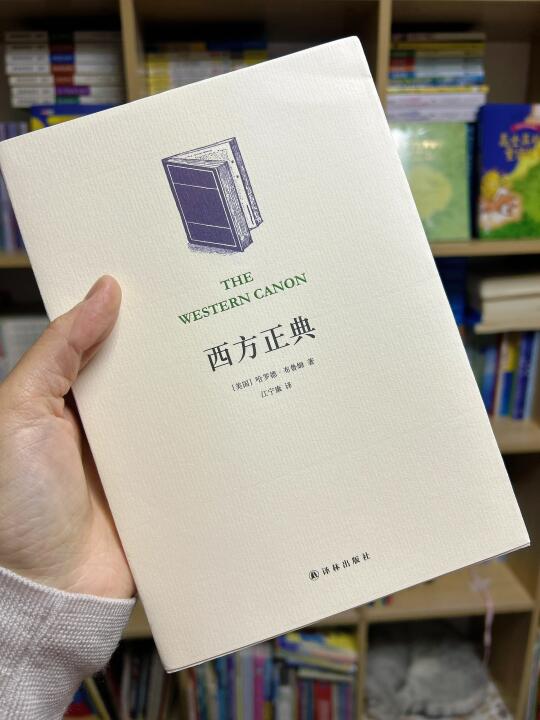 THE
WESTERN CANON
西方正典
[美国] 哈罗德·布鲁姆 著
江宁康 译
译林出版社